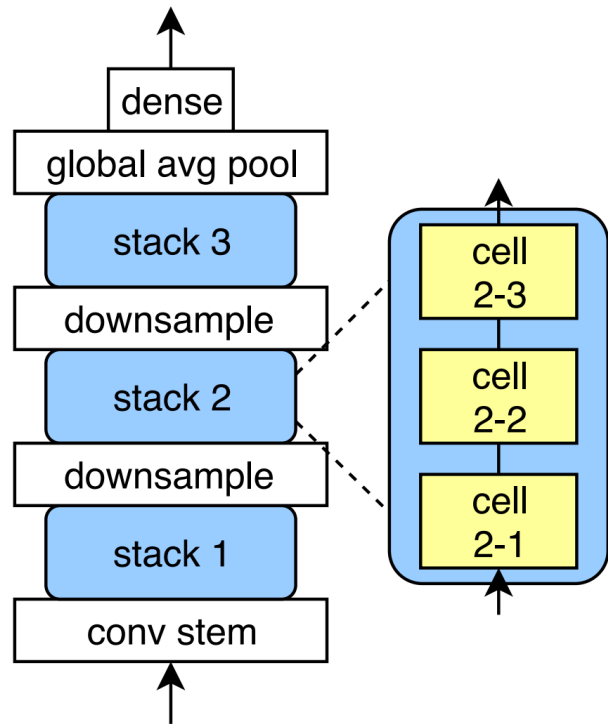 dense
global avg pool
stack 3
downsample
stack 2
downsample
stack 1
conv stem
cell
2-3
cell
2-2
cell
2-1